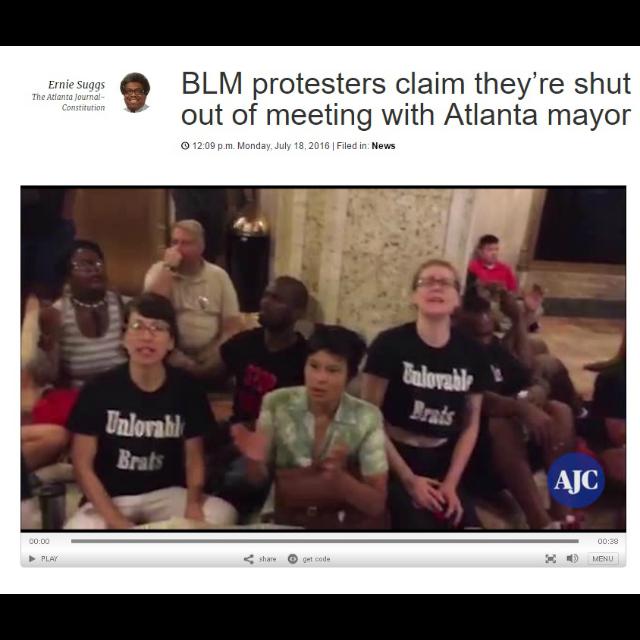 Ernie Suggs
The Atlanta Journal-
Constitution
BLM protesters claim they're shut
out of meeting with Atlanta mayor
12:09 p.m. Monday, July 18, 2016 | Filed in: News
Unlovabl
Brats
Unlovable
Brats
AJC
00:00
00:38
PLAY
share
get code
MENU